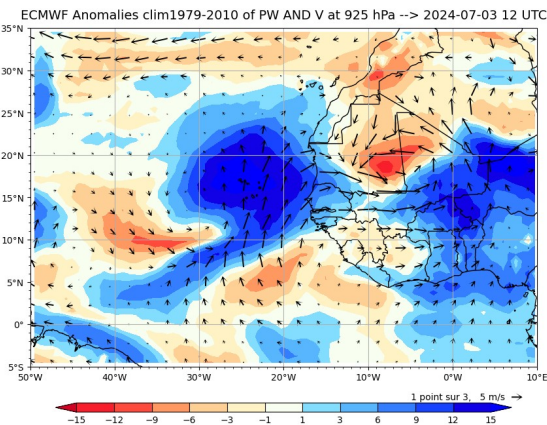 ECMWF Anomalies clim1979-2010 of PW AND V at 925 hPa --> 2024-07-03 12 UTC
35°N
30°N
25°N
20°N
15°N
10°N
5°N
0°
5°S
50°W 40°W 30°W 20°W 10°W 0°W 10°E
1 point sur 3, 5 m/s
−15 −12 −9 −6 −3 −1 1 3 6 9 12 15